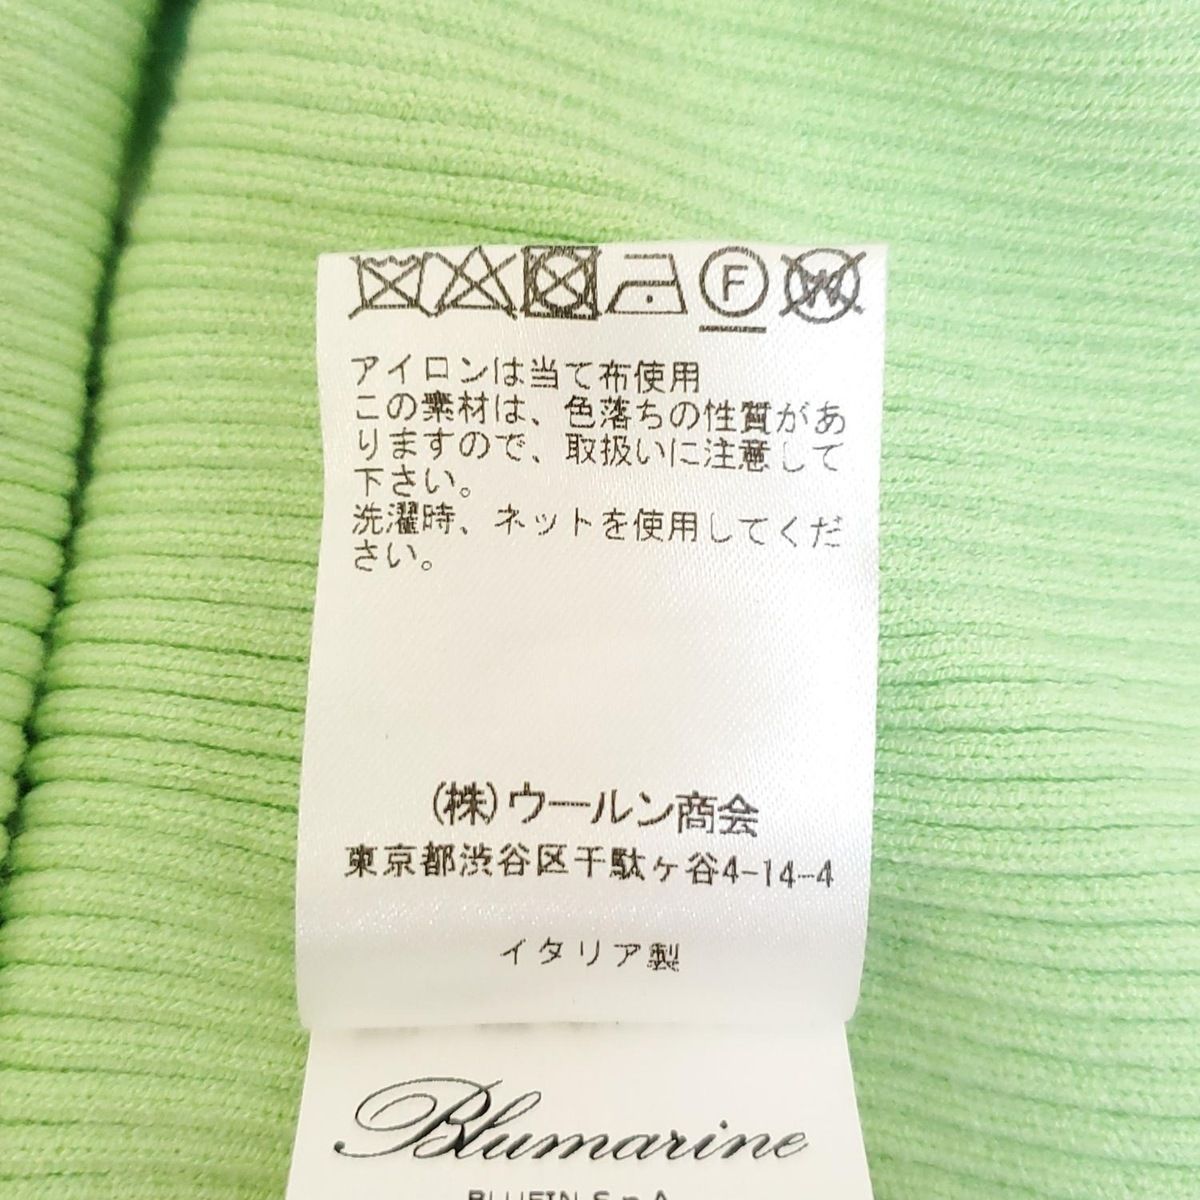 F W
アイロンは当て布使用
この素材は、色落ちの性質があ
りますので、取扱いに注意して
下さい。
洗濯時、ネットを使用してくだ
さい。
(株)ウールン商会
東京都渋谷区千駄ヶ谷4-14-4
イタリア製
Blumarine
BLUFIN S.p.A.